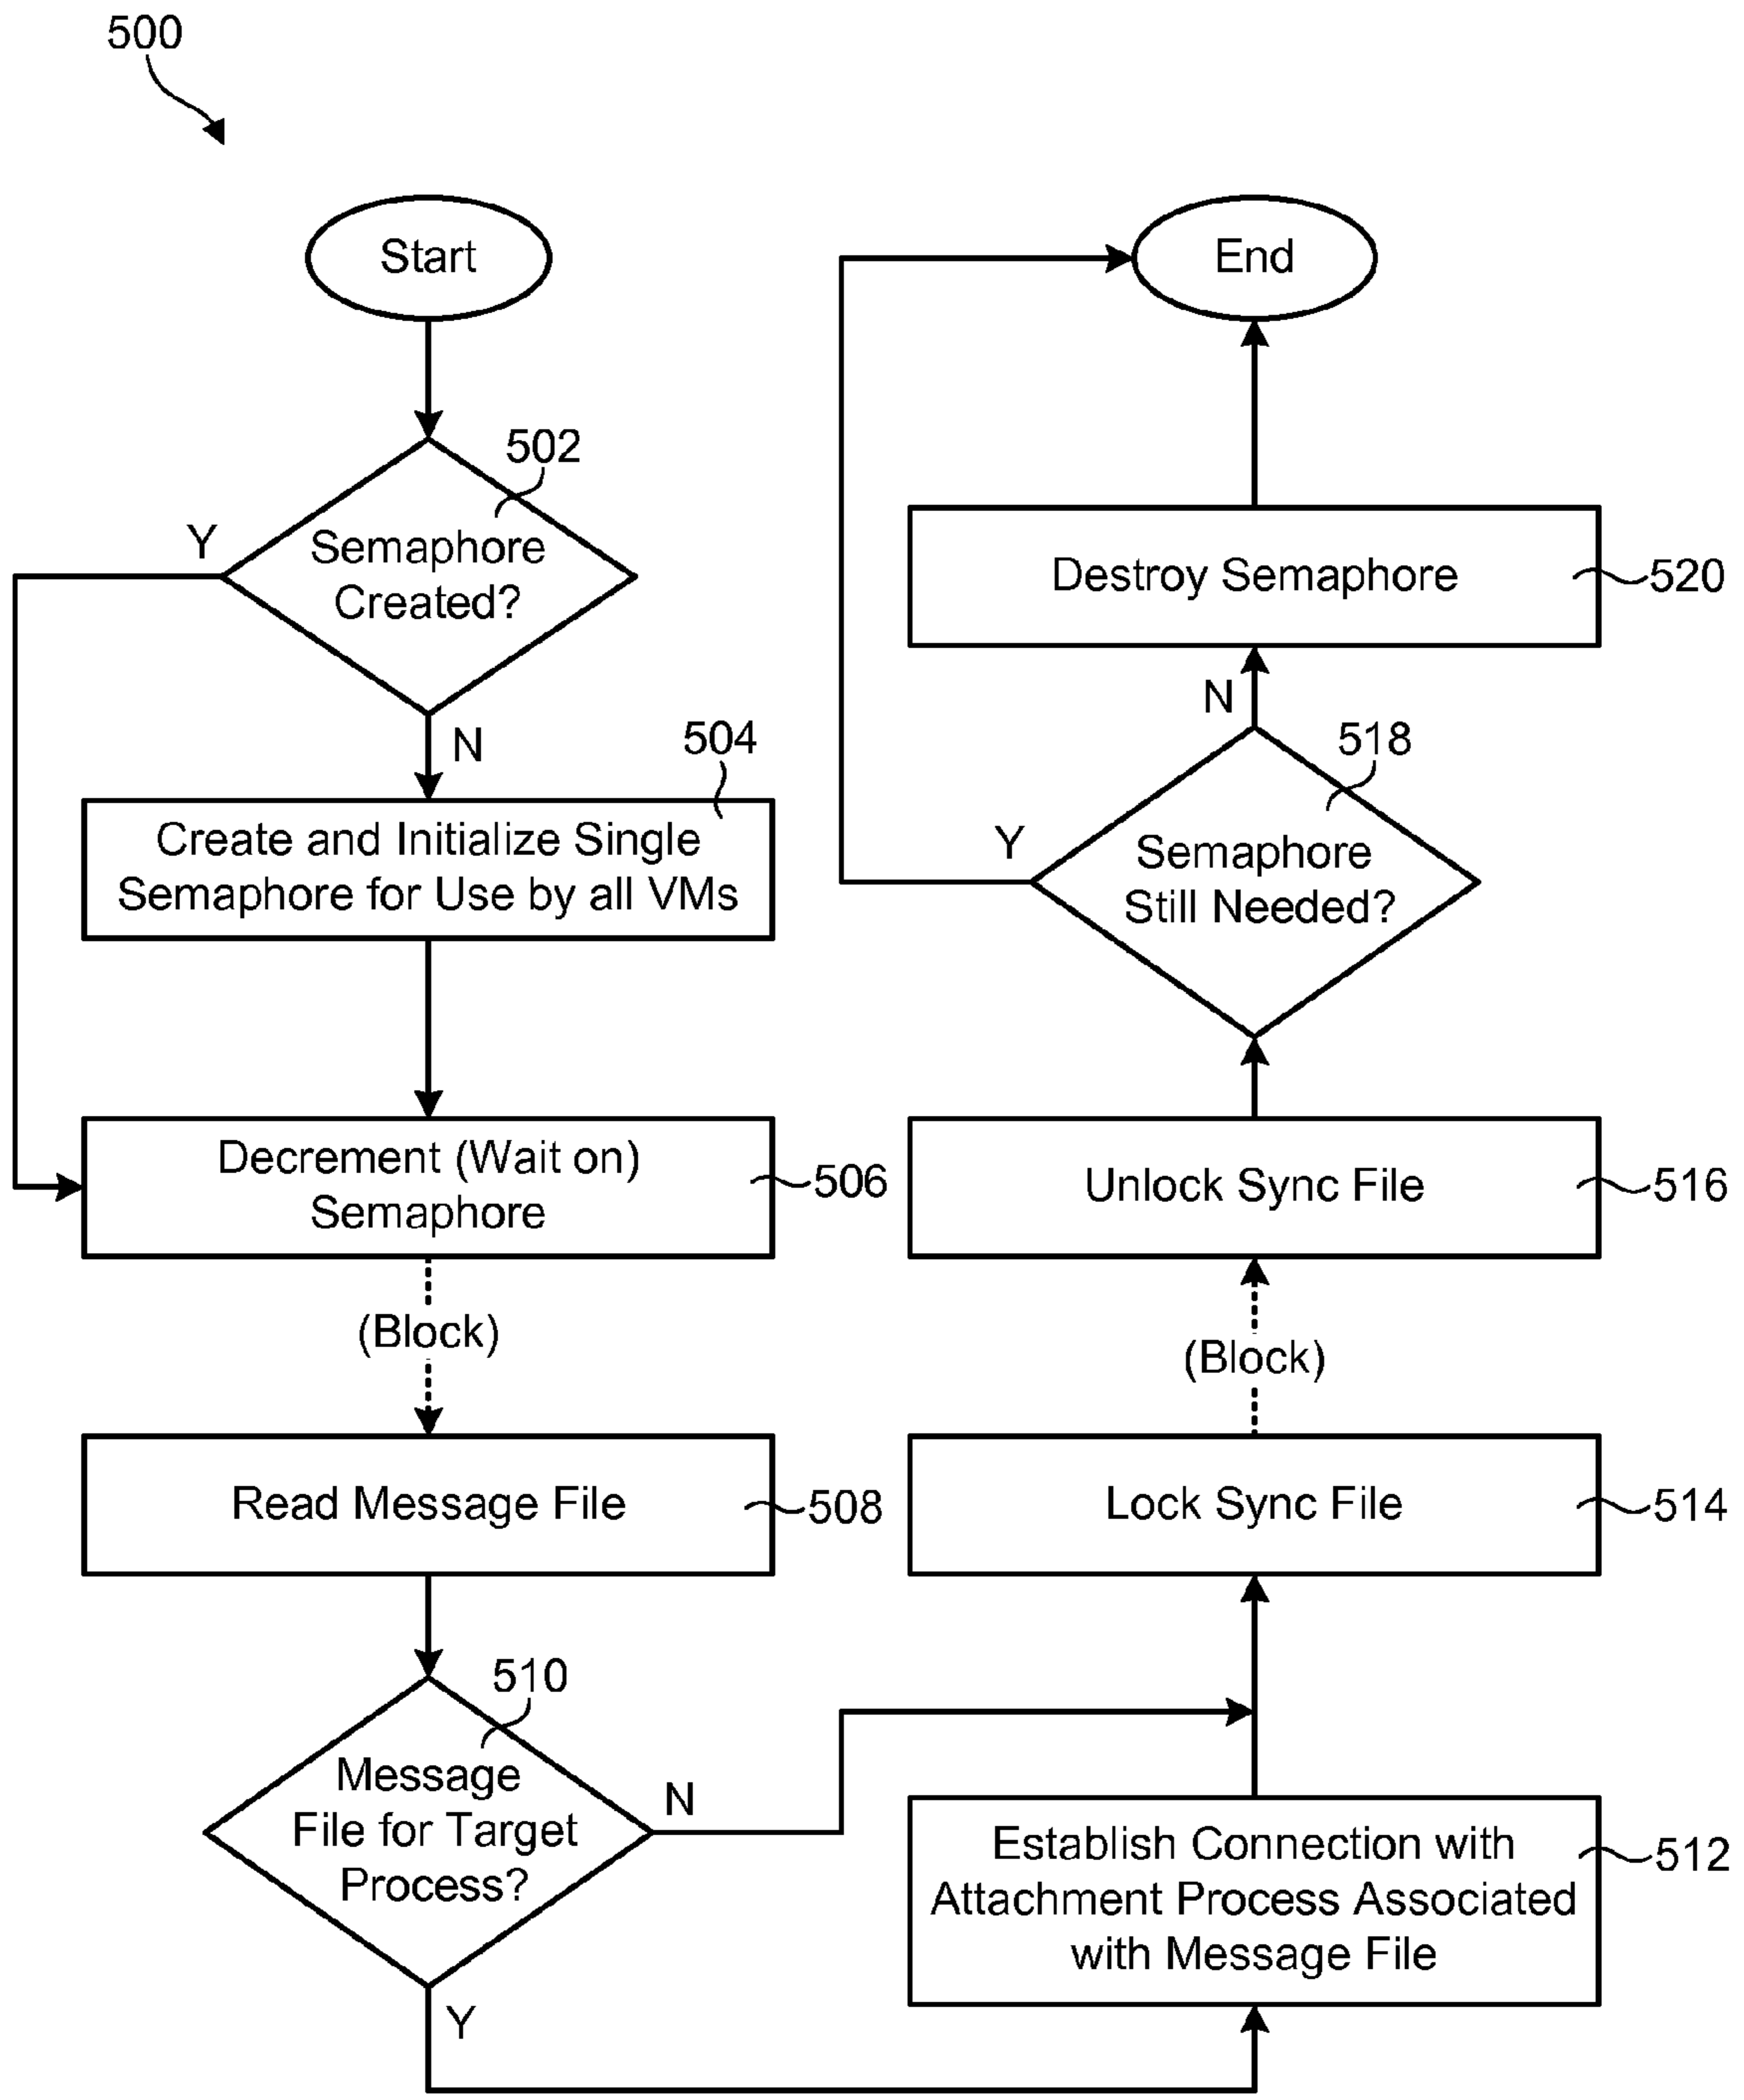 500
Start
502
Semaphore
Created?
Y
N
504
Create and Initialize Single
Semaphore for Use by all VMs
Decrement (Wait on)
Semaphore
506
(Block)
Read Message File
508
510
Message
File for Target
Process?
N
Y
Establish Connection with
Attachment Process Associated
with Message File
512
Lock Sync File
514
(Block)
Unlock Sync File
516
518
Semaphore
Still Needed?
Y
N
Destroy Semaphore
520
End